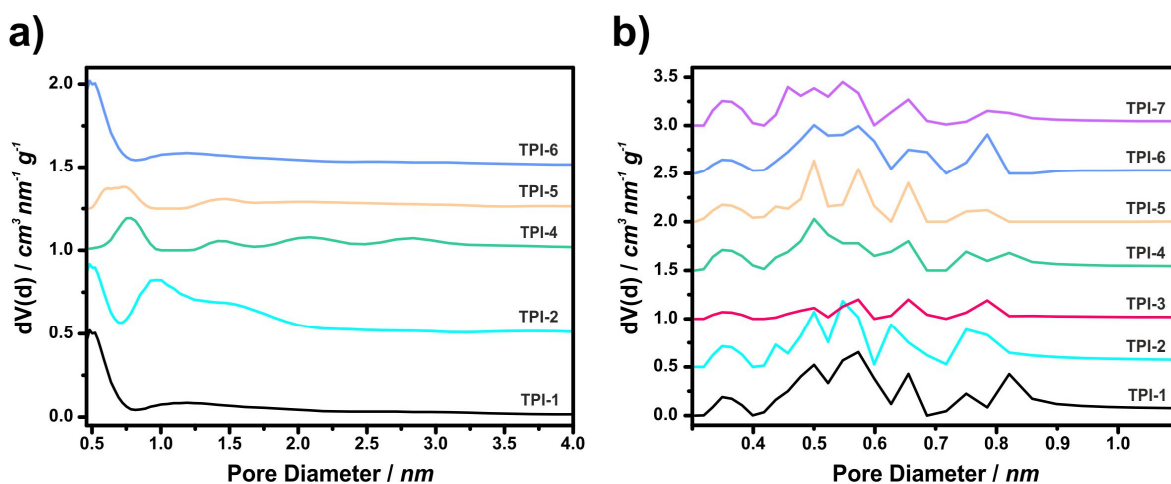 a)
dV(d) / cm³ nm⁻¹ g⁻¹
2.0
1.5
1.0
0.5
0.0
TPI-6
TPI-5
TPI-4
TPI-2
TPI-1
0.5 1.0 1.5 2.0 2.5 3.0 3.5 4.0
Pore Diameter / nm
b)
dV(d) / cm³ nm⁻¹ g⁻¹
3.5
3.0
2.5
2.0
1.5
1.0
0.5
0.0
TPI-7
TPI-6
TPI-5
TPI-4
TPI-3
TPI-2
TPI-1
0.4 0.5 0.6 0.7 0.8 0.9 1.0
Pore Diameter / nm